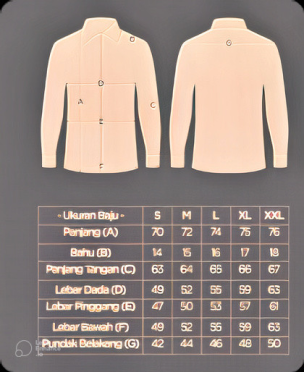 B
G
D
A
C
E
F
- Ukuran Baju - S M L XL XXL
Panjang (A) 70 72 74 75 76
Bahu (B) 14 15 16 17 18
Panjang Tangan (C) 63 64 65 66 67
Lebar Dada (D) 49 52 55 59 63
Lebar Pinggang (E) 47 50 53 57 61
Lebar Bawah (F) 49 52 55 59 63
Pundak Belakang (G) 42 44 46 48 50